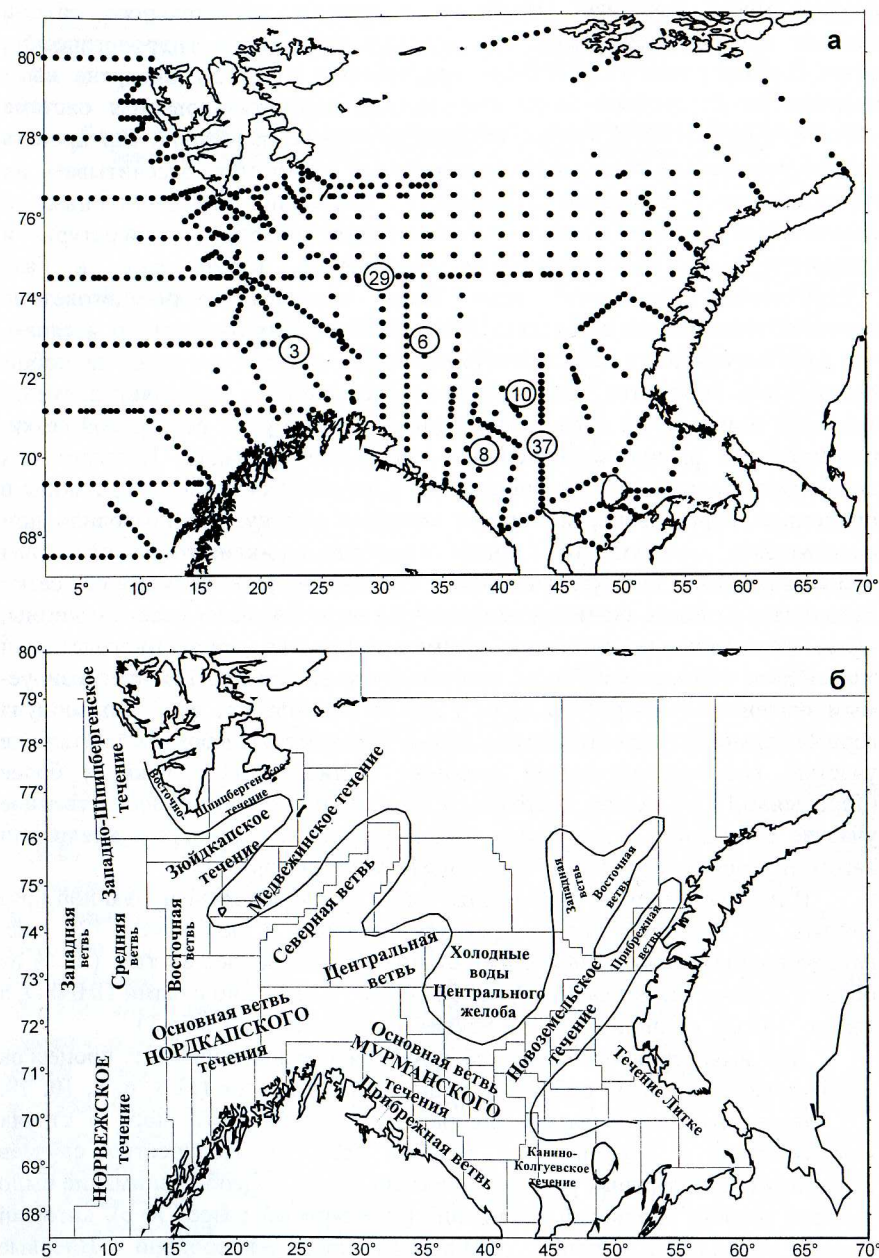 а
80°
78°
76°
74°
72°
70°
68°
29
3
6
10
8
37
5°
10°
15°
20°
25°
30°
35°
40°
45°
50°
55°
60°
65°
70°
б
80°
79°
78°
77°
76°
75°
74°
73°
72°
71°
70°
69°
68°
Западно-Шпицбергенское
течение
Восточно-
Шпицбергенское
течение
Зюйдкапское
течение
Медвежинское течение
Северная ветвь
Западная
ветвь
Средняя
ветвь
Восточная
ветвь
Западная
ветвь
Восточная
ветвь
Прибрежная
ветвь
Центральная
ветвь
Холодные
воды
Центрального
желоба
Новоземельское
течение
Основная ветвь
НОРДКАПСКОГО
течения
Основная ветвь
МУРМАНСКОГО
течения
Прибрежная ветвь
Течение Литке
НОРВЕЖСКОЕ
течение
Канино-
Колгуевское
течение
5°
10°
15°
20°
25°
30°
35°
40°
45°
50°
55°
60°
65°
70°